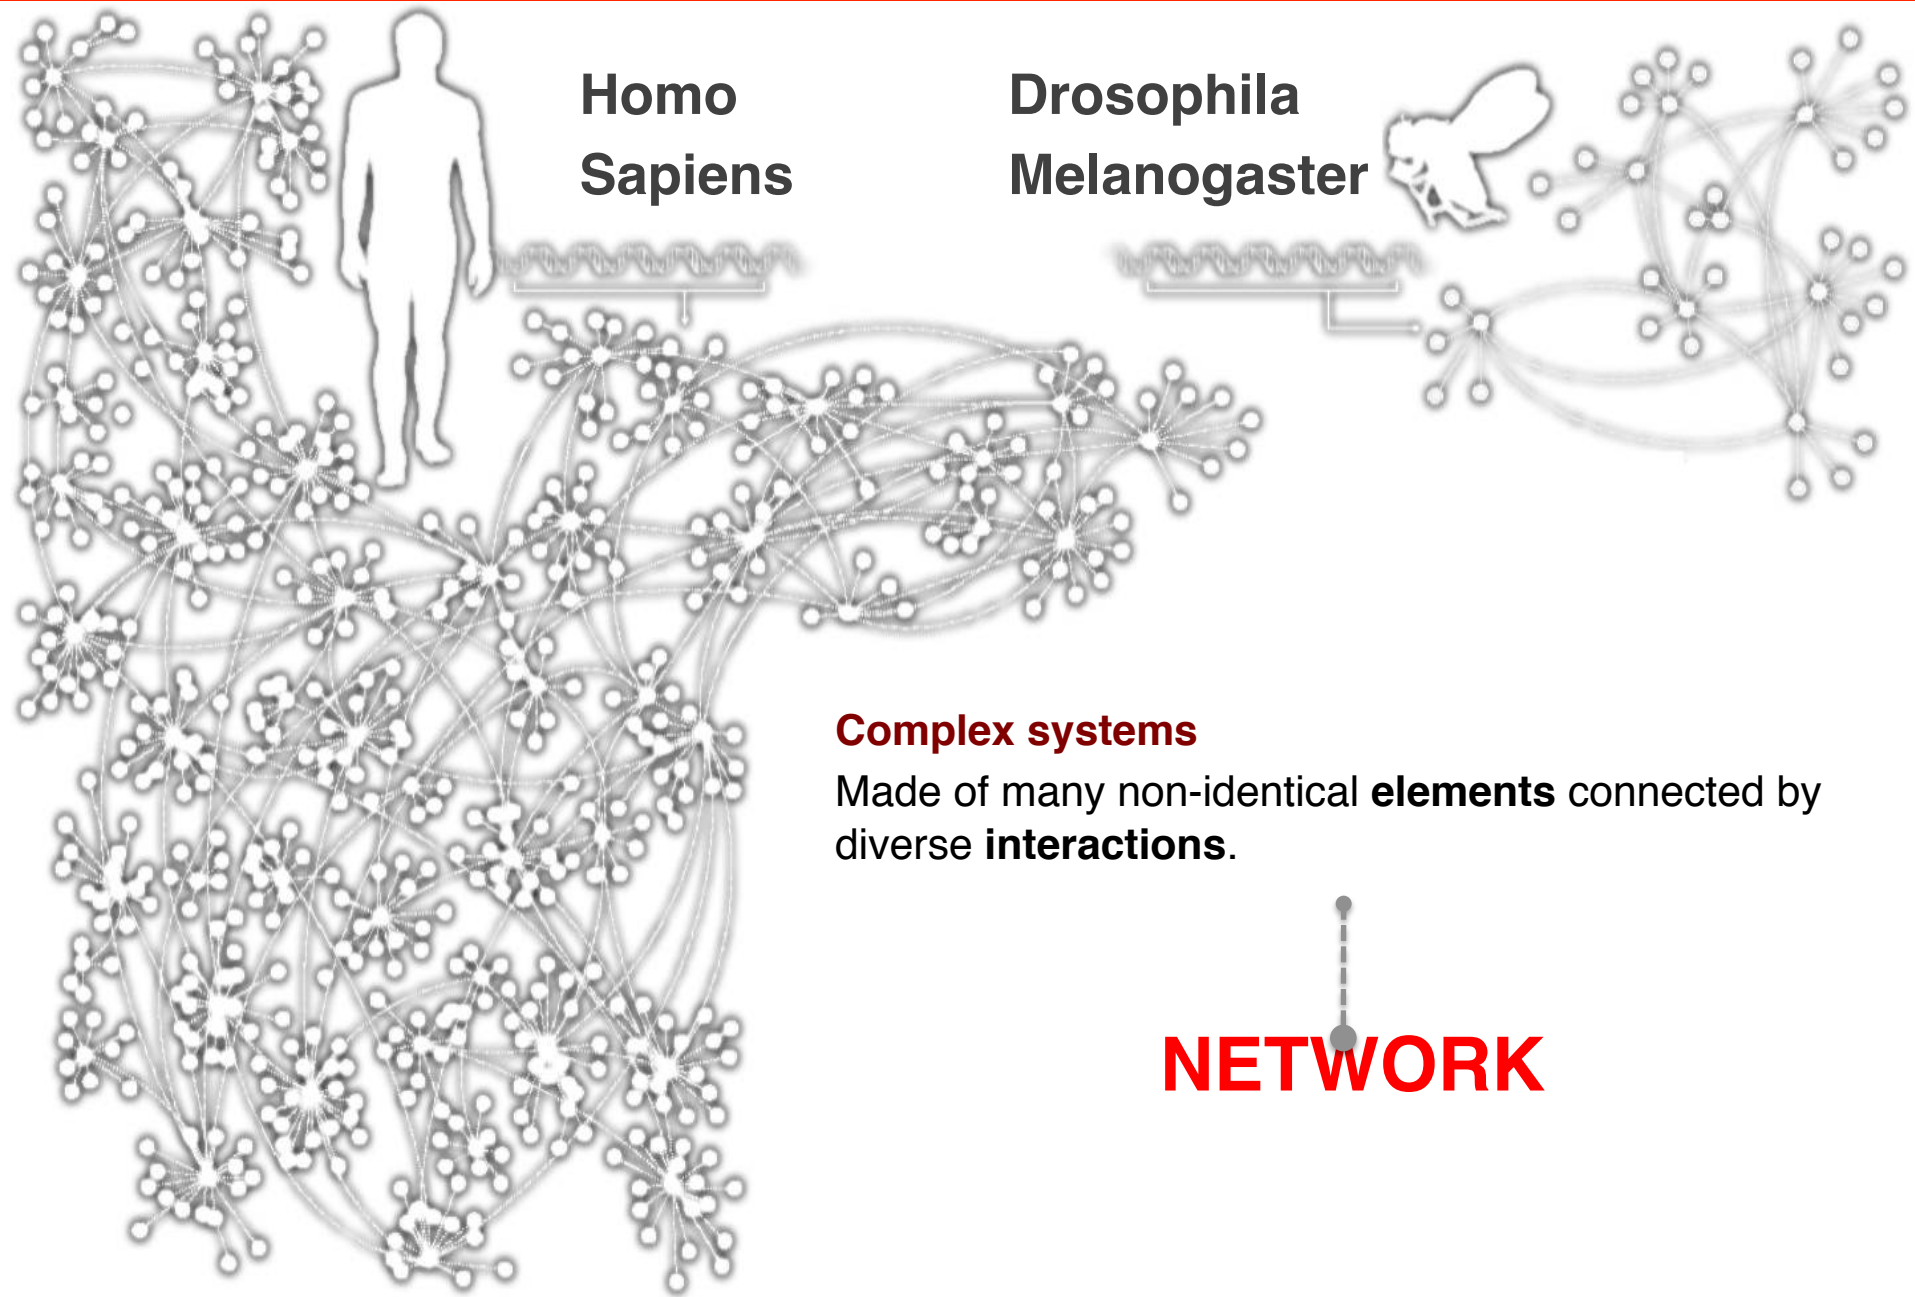 Homo
Sapiens
Drosophila
Melanogaster
Complex systems
Made of many non-identical elements connected by
diverse interactions.
NETWORK